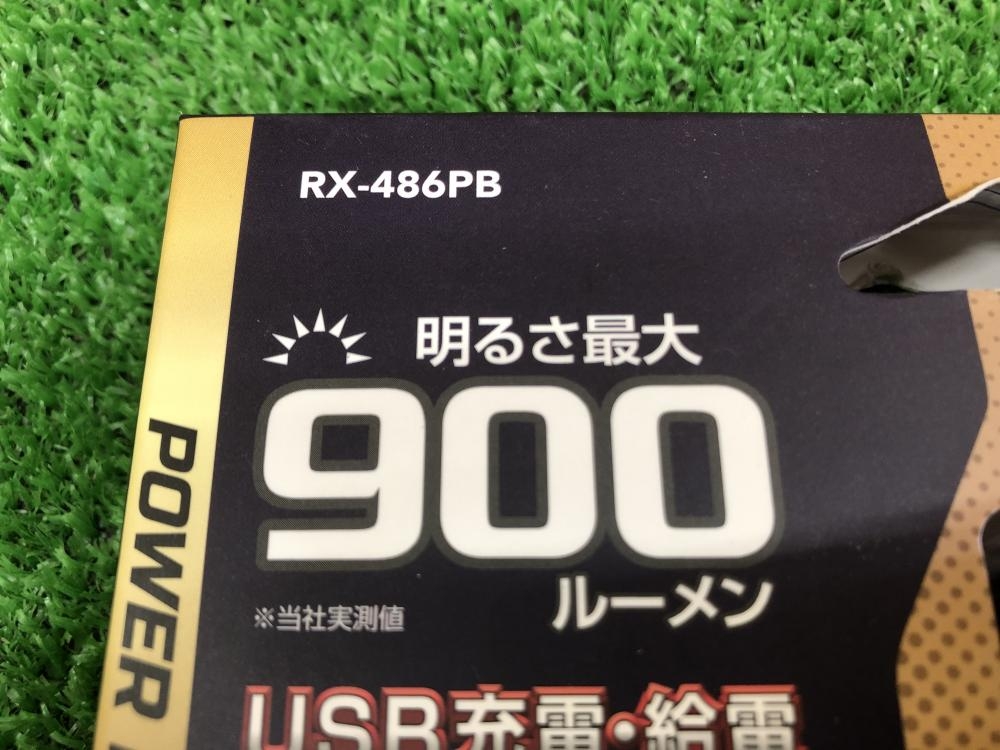 RX-486PB
明るさ最大
900
ルーメン
※当社実測値
USB充電・給電
POWER